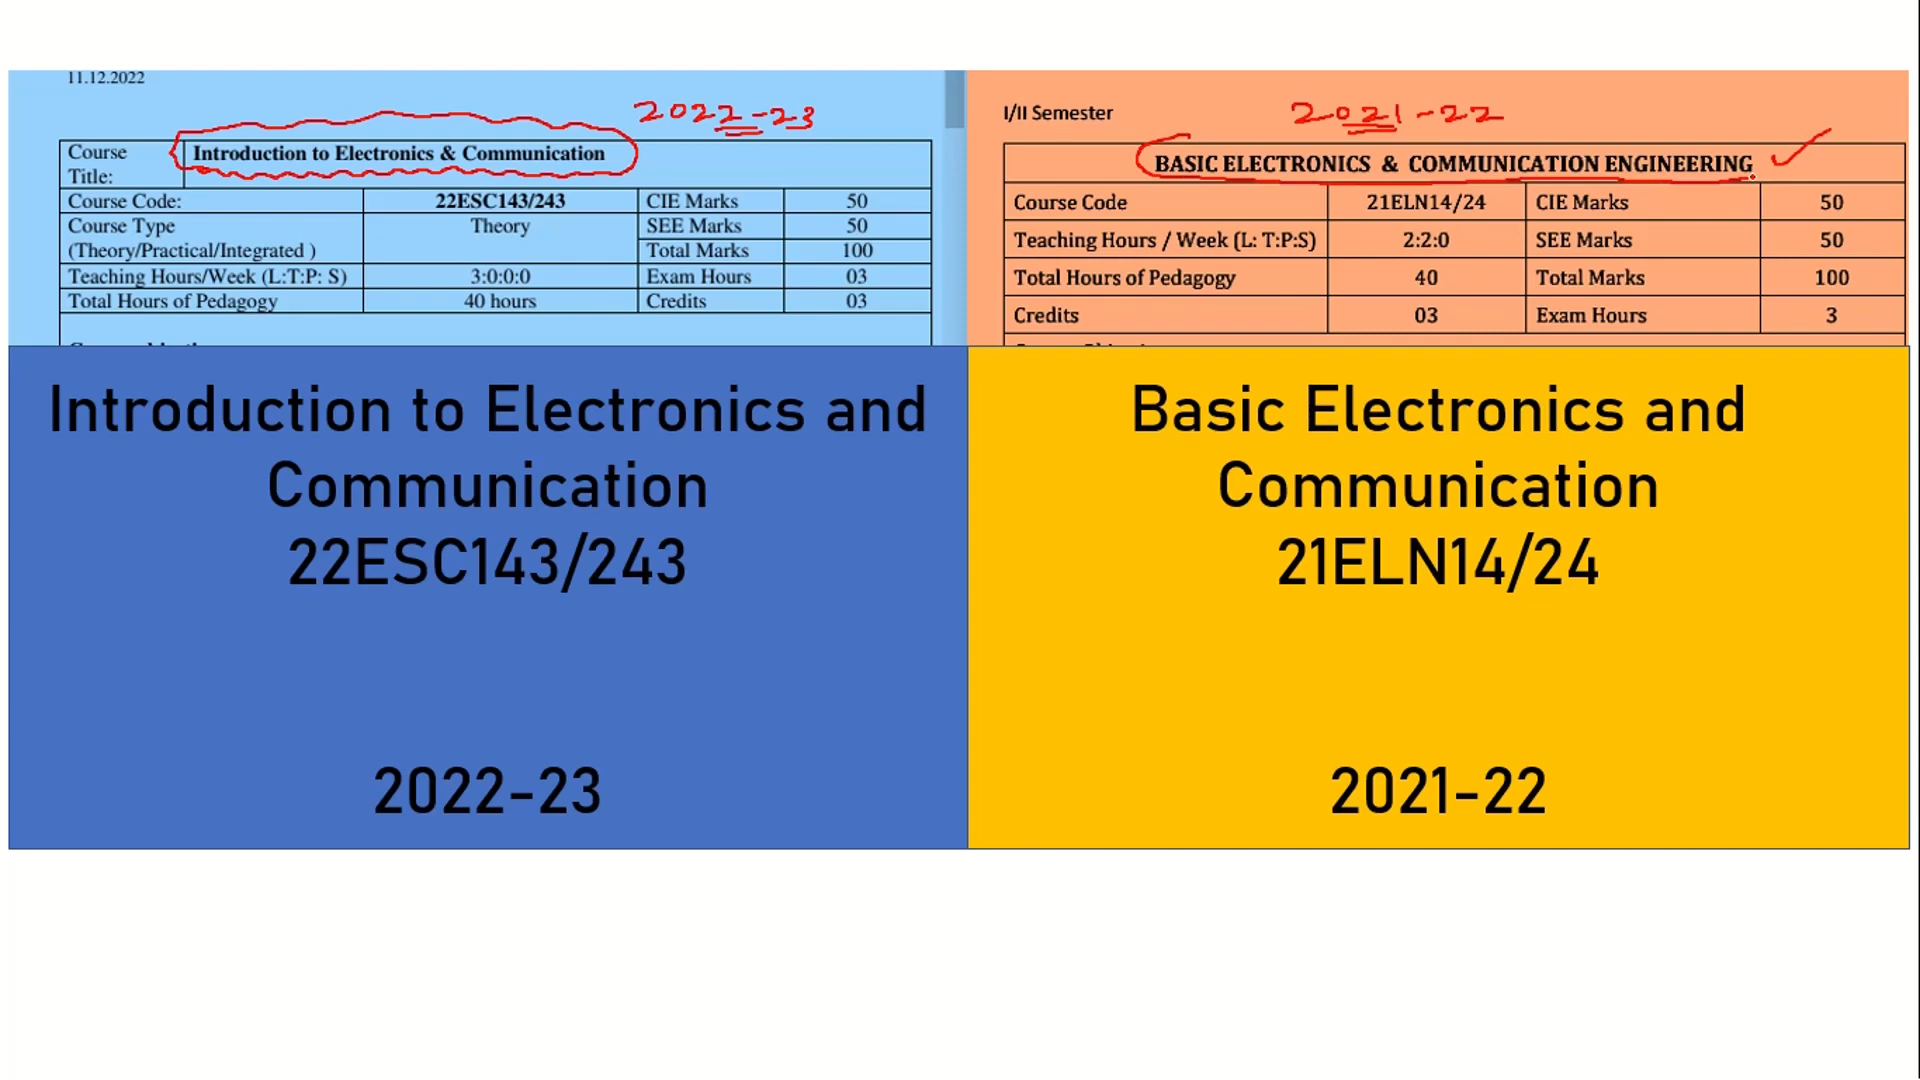 11.12.2022
2022-23
Course Title: Introduction to Electronics & Communication
Course Code: 22ESC143/243 CIE Marks 50
Course Type (Theory/Practical/Integrated ) Theory SEE Marks 50
Total Marks 100
Teaching Hours/Week (L:T:P: S) 3:0:0:0 Exam Hours 03
Total Hours of Pedagogy 40 hours Credits 03
I/II Semester
2021-22
BASIC ELECTRONICS & COMMUNICATION ENGINEERING
Course Code 21ELN14/24 CIE Marks 50
Teaching Hours / Week (L: T:P:S) 2:2:0 SEE Marks 50
Total Hours of Pedagogy 40 Total Marks 100
Credits 03 Exam Hours 3
Introduction to Electronics and
Communication
22ESC143/243
2022-23
Basic Electronics and
Communication
21ELN14/24
2021-22